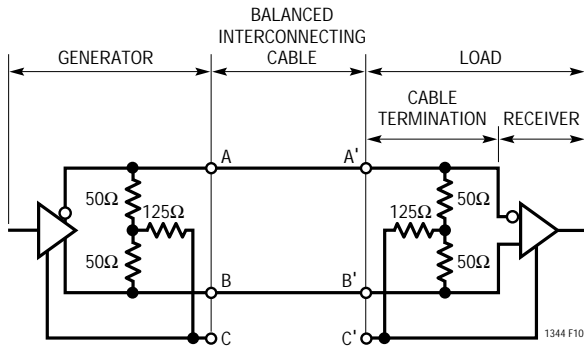 BALANCED
INTERCONNECTING
CABLE
GENERATOR
LOAD
CABLE
TERMINATION
RECEIVER
A
A'
50Ω
125Ω
50Ω
50Ω
125Ω
50Ω
B
B'
C
C'
1344 F10